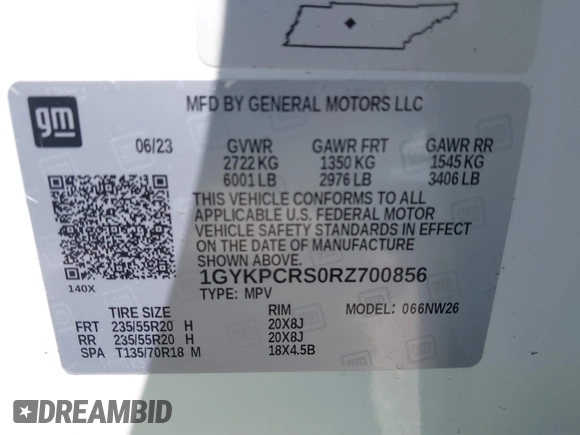 gm
MFD BY GENERAL MOTORS LLC
06/23 GVWR GAWR FRT GAWR RR
2722 KG 1350 KG 1545 KG
6001 LB 2976 LB 3406 LB
THIS VEHICLE CONFORMS TO ALL
APPLICABLE U.S. FEDERAL MOTOR
VEHICLE SAFETY STANDARDS IN EFFECT
ON THE DATE OF MANUFACTURE
SHOWN ABOVE.
140X
1GYKPCRS0RZ700856
TYPE: MPV
TIRE SIZE RIM MODEL: 066NW26
FRT 235/55R20 H 20X8J
RR 235/55R20 H 20X8J
SPA T135/70R18 M 18X4.5B
DREAMBID